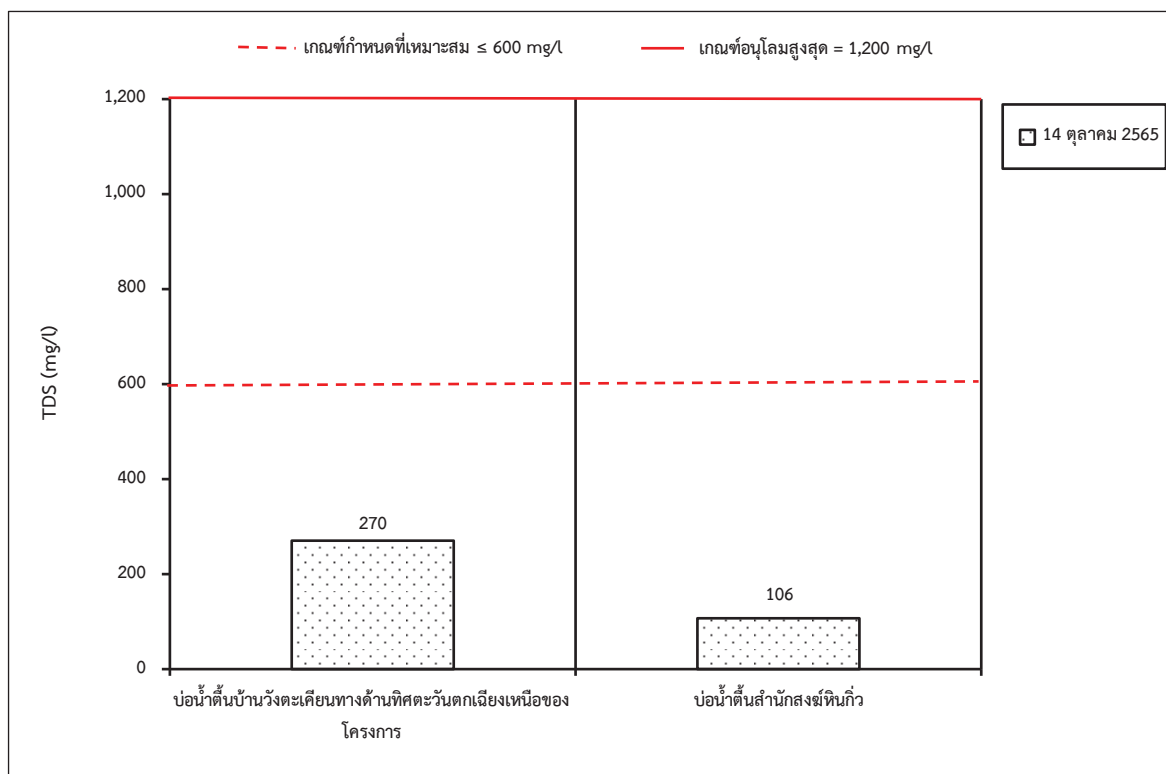 เกณฑ์กำหนดที่เหมาะสม ≤ 600 mg/l
เกณฑ์อนุโลมสูงสุด = 1,200 mg/l
14 ตุลาคม 2565
TDS (mg/l)
1,200
1,000
800
600
400
200
0
270
106
บ่อน้ำตื้นบ้านวังตะเคียนทางด้านทิศตะวันตกเฉียงเหนือของ
โครงการ
บ่อน้ำตื้นสำนักสงฆ์หินกิ่ว